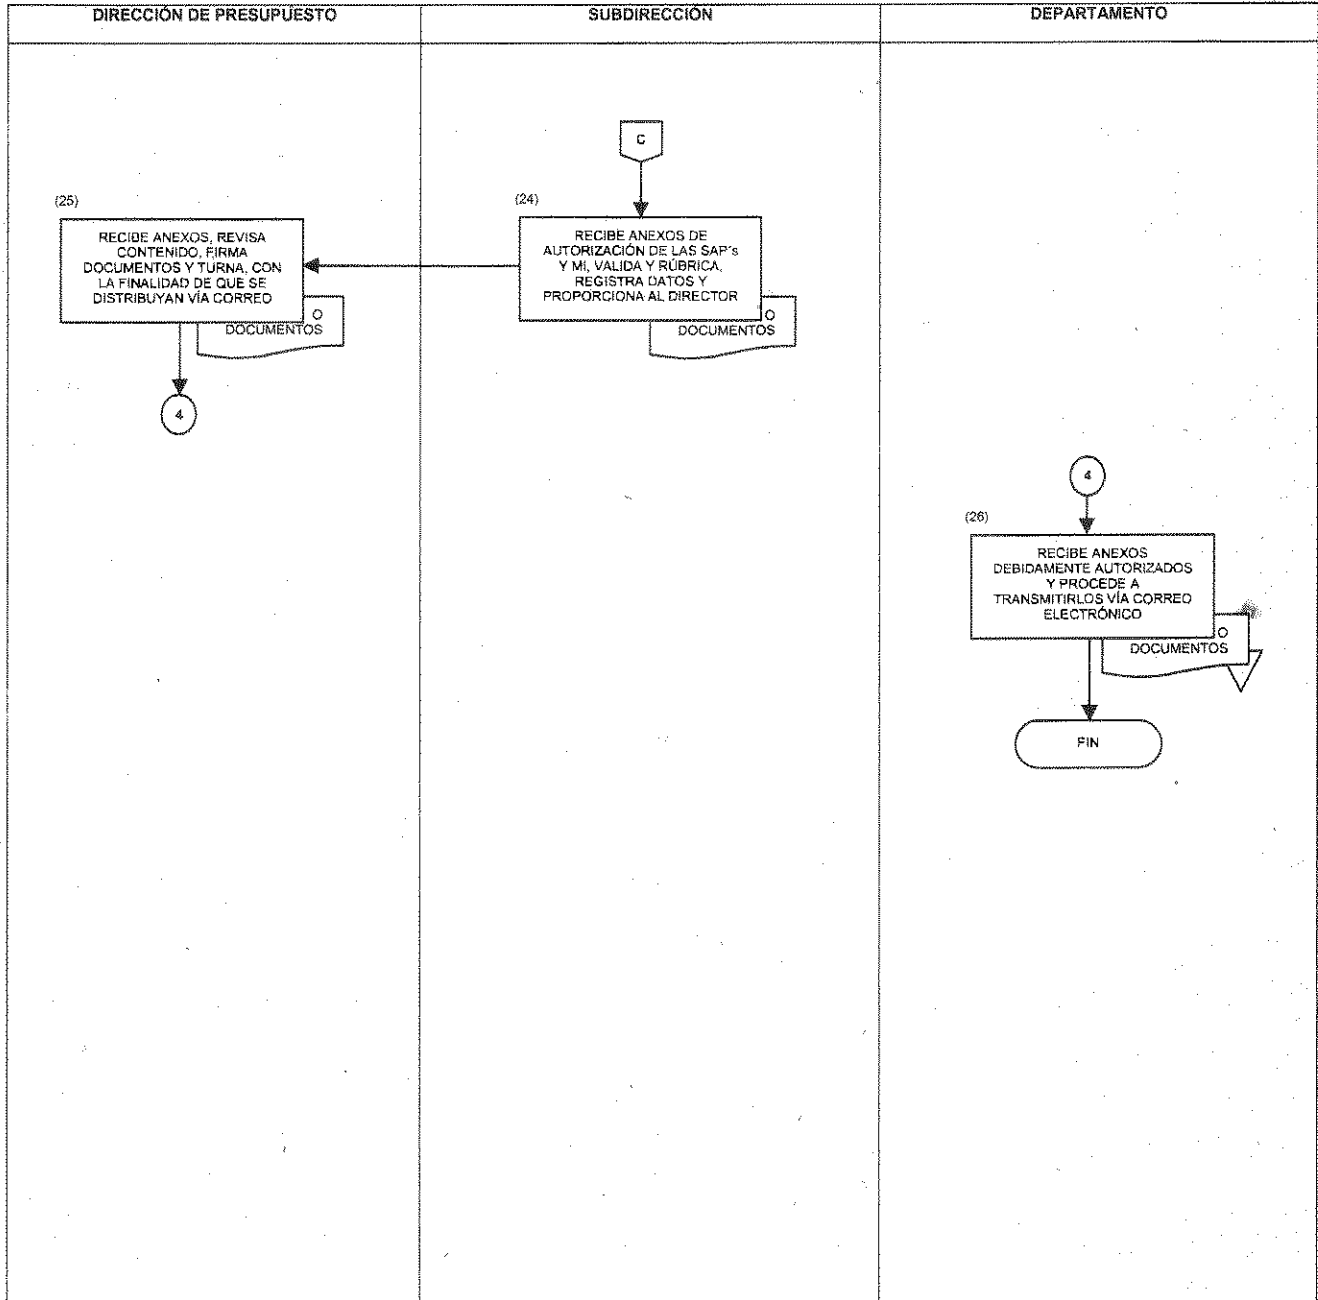 DIRECCIÓN DE PRESUPUESTO
SUBDIRECCIÓN
DEPARTAMENTO
C
(24)
RECIBE ANEXOS DE
AUTORIZACIÓN DE LAS SAP's
Y MI, VALIDA Y RÚBRICA,
REGISTRA DATOS Y
PROPORCIONA AL DIRECTOR
O
DOCUMENTOS
(25)
RECIBE ANEXOS, REVISA
CONTENIDO, FIRMA
DOCUMENTOS Y TURNA, CON
LA FINALIDAD DE QUE SE
DISTRIBUYAN VÍA CORREO
O
DOCUMENTOS
4
4
(26)
RECIBE ANEXOS
DEBIDAMENTE AUTORIZADOS
Y PROCEDE A
TRANSMITIRLOS VÍA CORREO
ELECTRÓNICO
O
DOCUMENTOS
FIN